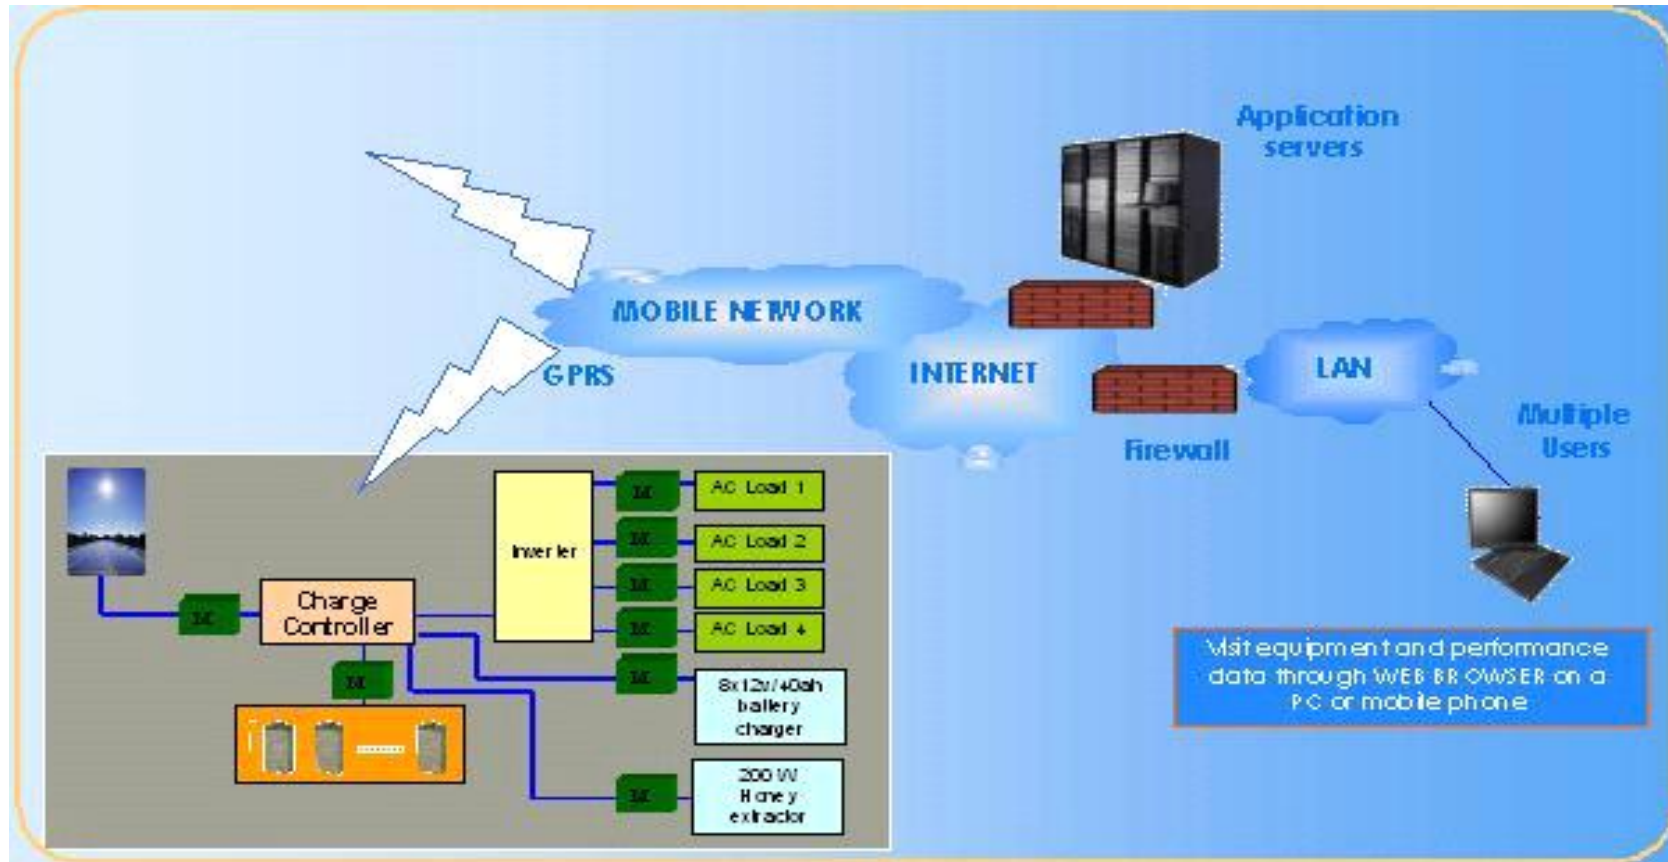 Application
servers
MOBILE NETWORK
INTERNET
LAN
GPRS
Firewall
Multiple
Users
Inverter
M
AC Load 1
M
AC Load 2
M
AC Load 3
M
AC Load 4
M
Charge
Controller
M
M
8x12v/40ah
battery
charger
M
200 W
Honey
extractor
Visit equipment and performance
data through WEB BROWSER on a
PC or mobile phone